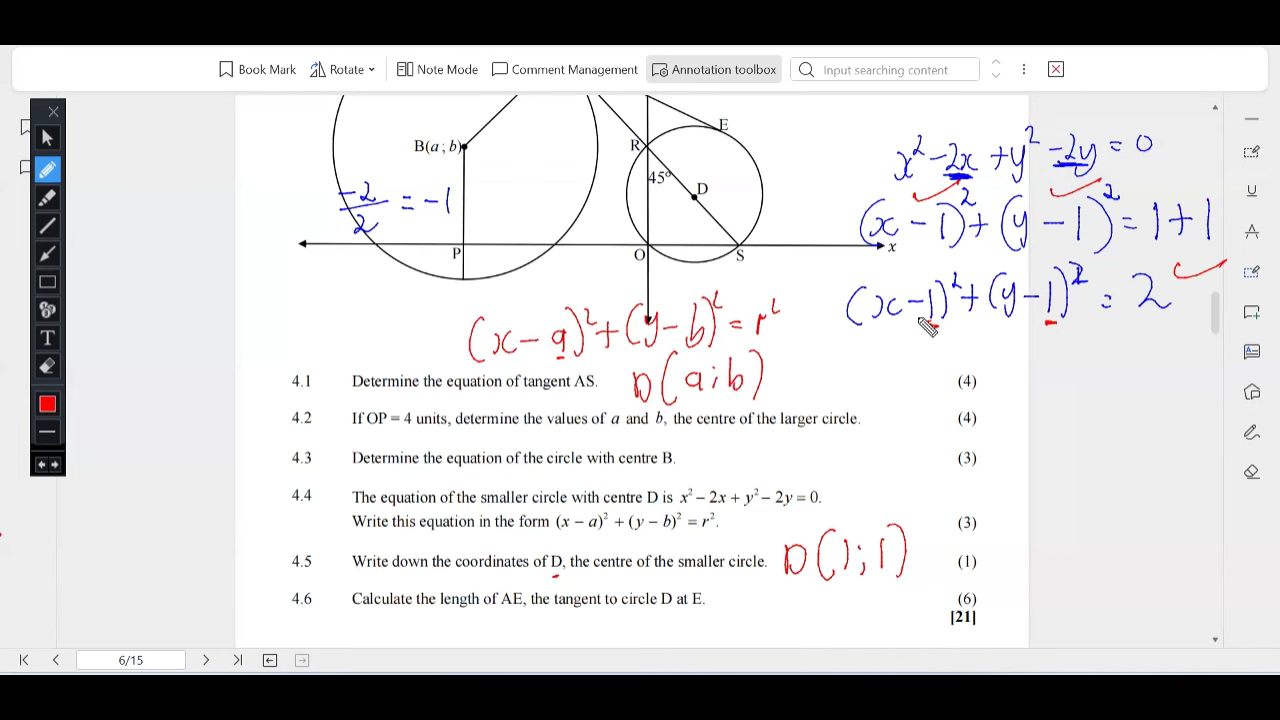 Book Mark Rotate Note Mode Comment Management Annotation toolbox Input searching content
E
R
B(a ; b)
45°
D
P
O
S
x
-2/2 = -1
x² - 2x + y² - 2y = 0
(x - 1)² + (y - 1)² = 1 + 1
(x - 1)² + (y - 1)² = 2
(x - a)² + (y - b)² = r²
D(a; b)
4.1 Determine the equation of tangent AS. (4)
4.2 If OP = 4 units, determine the values of a and b, the centre of the larger circle. (4)
4.3 Determine the equation of the circle with centre B. (3)
4.4 The equation of the smaller circle with centre D is x² – 2x + y² – 2y = 0.
Write this equation in the form (x – a)² + (y – b)² = r². (3)
4.5 Write down the coordinates of D, the centre of the smaller circle. D(1; 1) (1)
4.6 Calculate the length of AE, the tangent to circle D at E. (6)
[21]
6/15